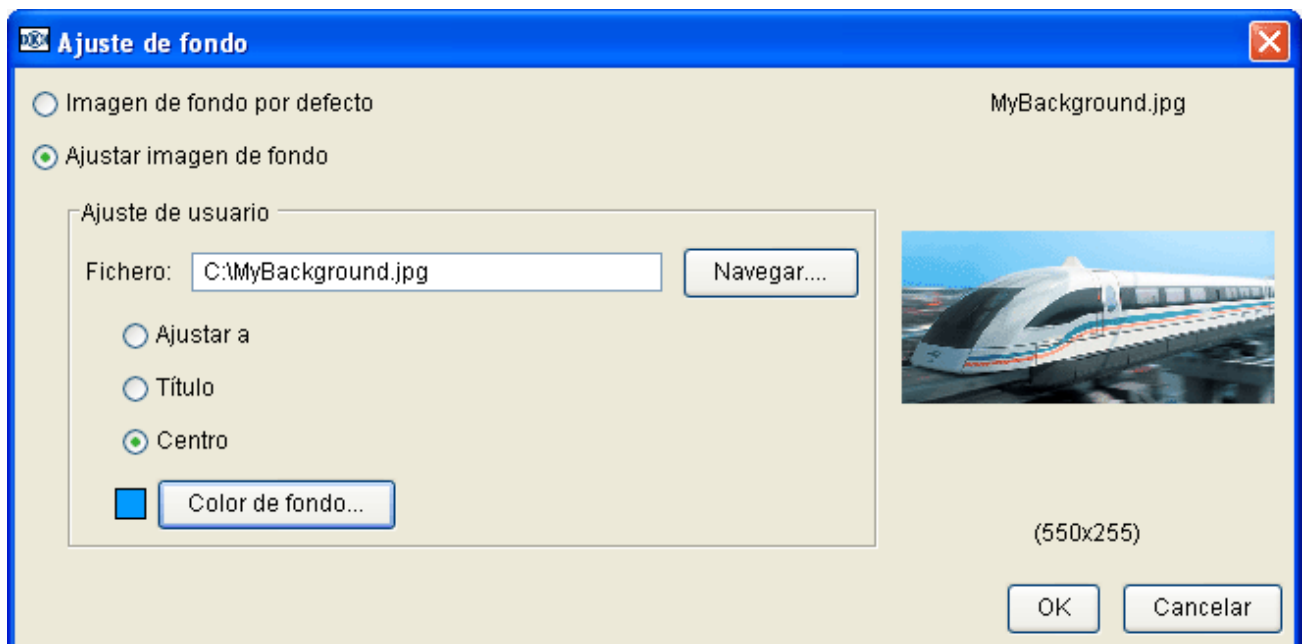 Ajuste de fondo
Imagen de fondo por defecto
MyBackground.jpg
Ajustar imagen de fondo
Ajuste de usuario
Fichero: C:\MyBackground.jpg Navegar....
Ajustar a
Título
Centro
Color de fondo...
(550x255)
OK Cancelar